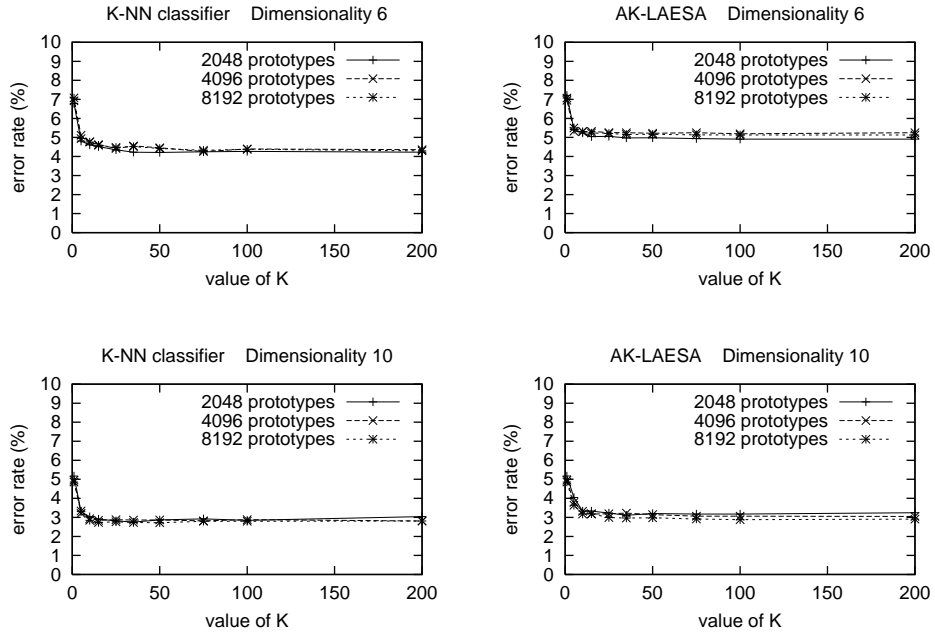 K-NN classifier Dimensionality 6
10
9
8
7
6
5
4
3
2
1
0
error rate (%)
2048 prototypes
4096 prototypes
8192 prototypes
0 50 100 150 200
value of K
AK-LAESA Dimensionality 6
10
9
8
7
6
5
4
3
2
1
0
error rate (%)
2048 prototypes
4096 prototypes
8192 prototypes
0 50 100 150 200
value of K
K-NN classifier Dimensionality 10
10
9
8
7
6
5
4
3
2
1
0
error rate (%)
2048 prototypes
4096 prototypes
8192 prototypes
0 50 100 150 200
value of K
AK-LAESA Dimensionality 10
10
9
8
7
6
5
4
3
2
1
0
error rate (%)
2048 prototypes
4096 prototypes
8192 prototypes
0 50 100 150 200
value of K